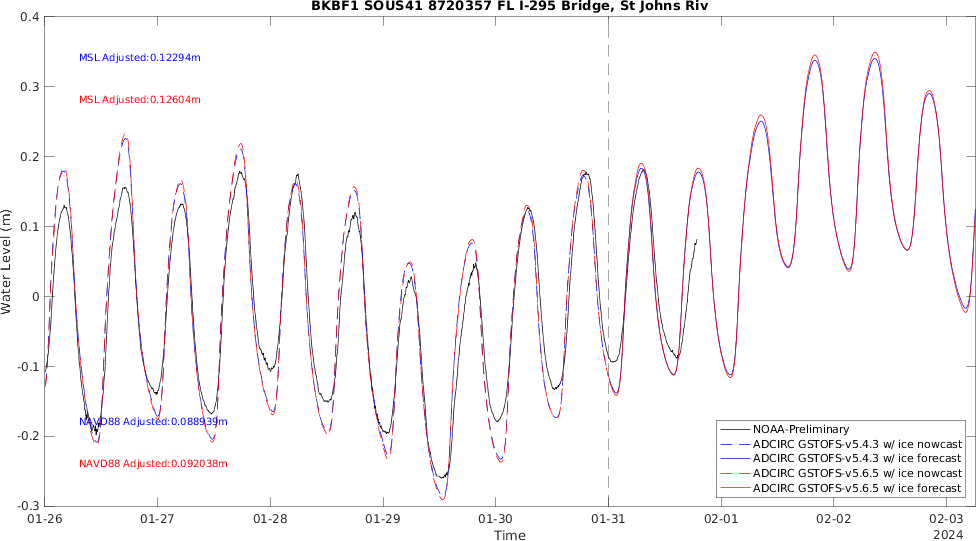 BKBF1 SOUS41 8720357 FL I-295 Bridge, St Johns Riv
0.4
0.3
0.2
0.1
0
-0.1
-0.2
-0.3
Water Level (m)
MSL Adjusted:0.12294m
MSL Adjusted:0.12604m
NAVD88 Adjusted:0.088939m
NAVD88 Adjusted:0.092038m
NOAA-Preliminary
ADCIRC GSTOFS-v5.4.3 w/ ice nowcast
ADCIRC GSTOFS-v5.4.3 w/ ice forecast
ADCIRC GSTOFS-v5.6.5 w/ ice nowcast
ADCIRC GSTOFS-v5.6.5 w/ ice forecast
01-26 01-27 01-28 01-29 01-30 01-31 02-01 02-02 02-03
Time
2024